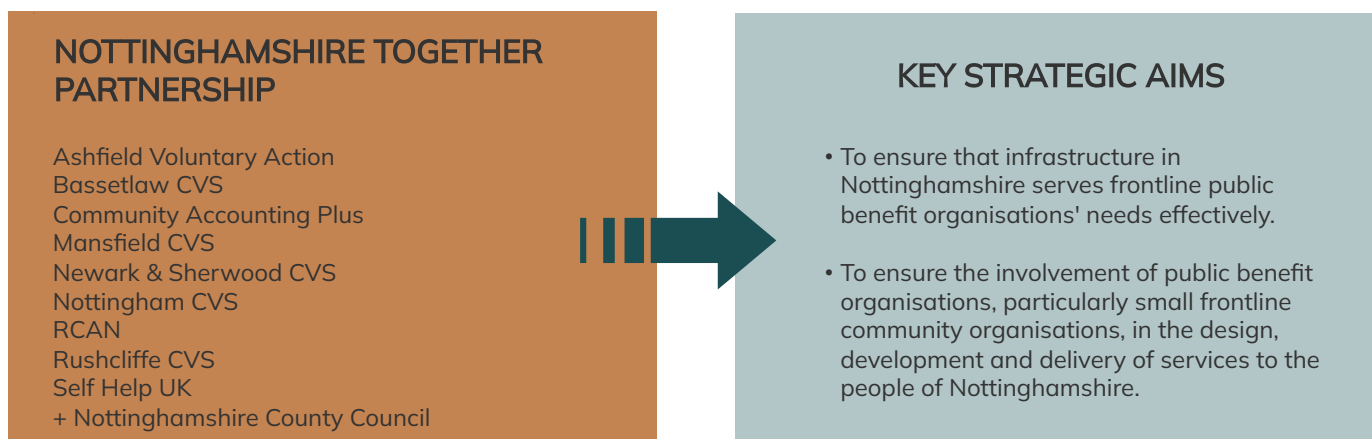 NOTTINGHAMSHIRE TOGETHER
PARTNERSHIP
Ashfield Voluntary Action
Bassetlaw CVS
Community Accounting Plus
Mansfield CVS
Newark & Sherwood CVS
Nottingham CVS
RCAN
Rushcliffe CVS
Self Help UK
+ Nottinghamshire County Council
KEY STRATEGIC AIMS
• To ensure that infrastructure in
Nottinghamshire serves frontline public
benefit organisations' needs effectively.
• To ensure the involvement of public benefit
organisations, particularly small frontline
community organisations, in the design,
development and delivery of services to the
people of Nottinghamshire.